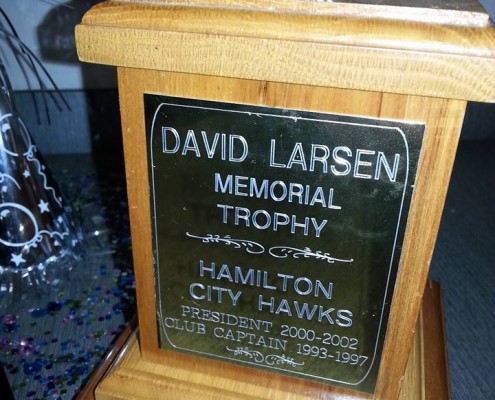 DAVID LARSEN
MEMORIAL
TROPHY
HAMILTON
CITY HAWKS
PRESIDENT 2000-2002
CLUB CAPTAIN 1993-1997